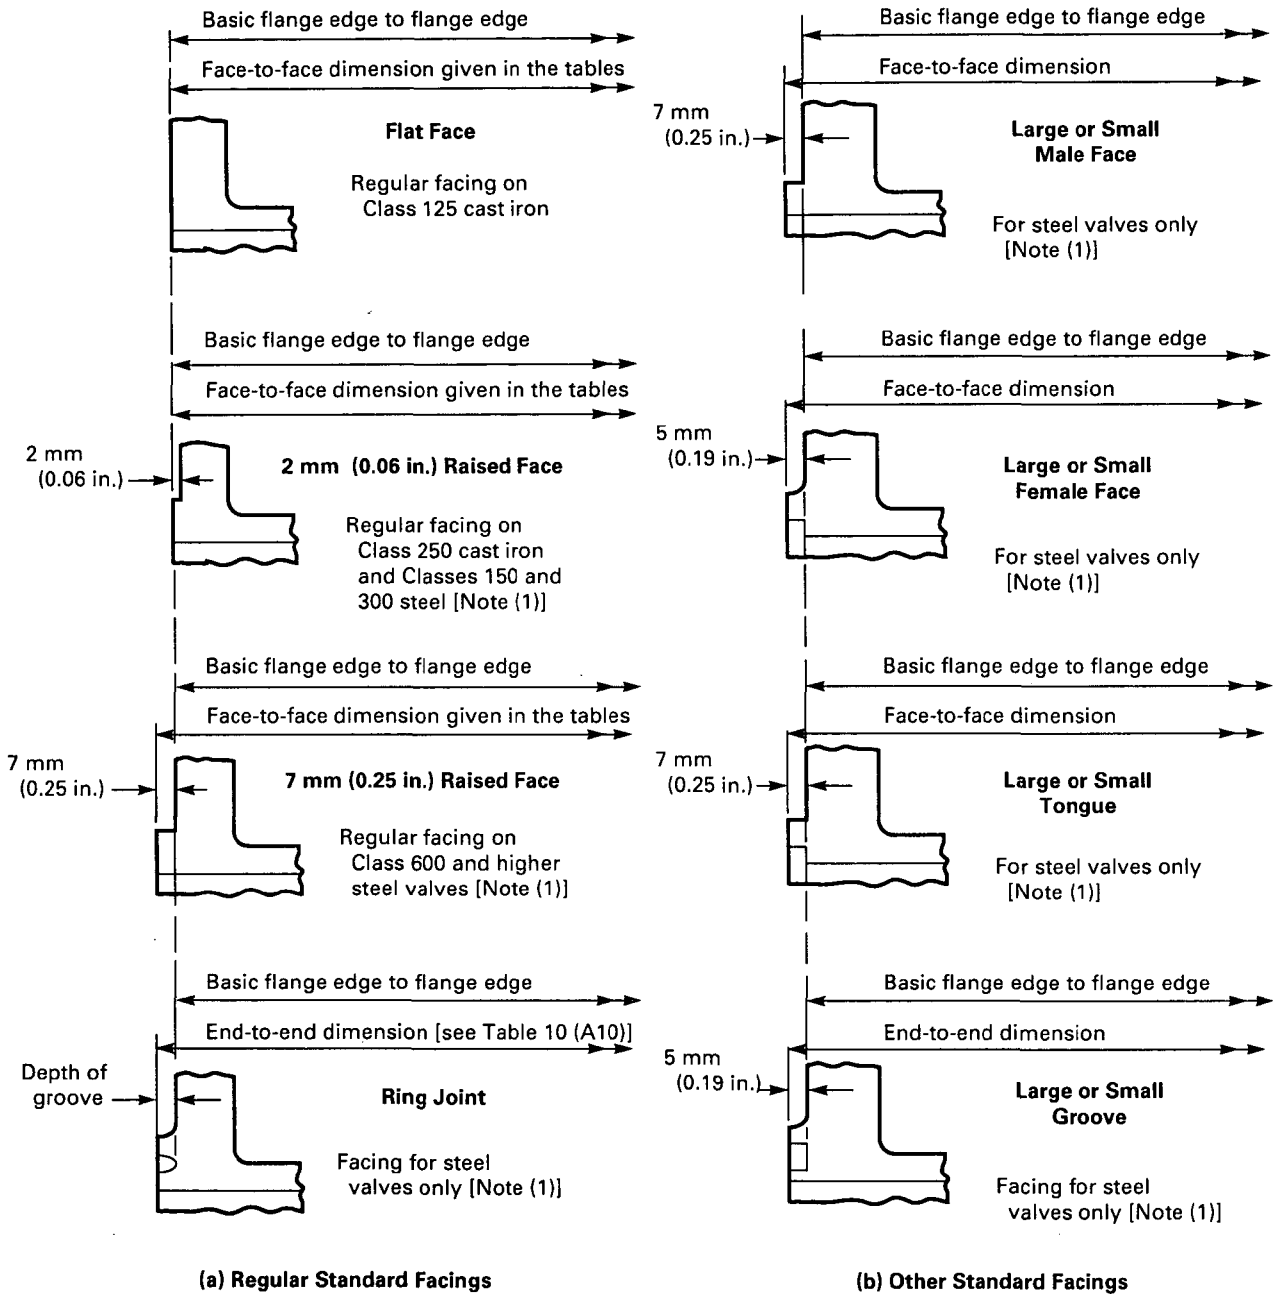 Basic flange edge to flange edge
Face-to-face dimension given in the tables
Flat Face
Regular facing on
Class 125 cast iron
Basic flange edge to flange edge
Face-to-face dimension given in the tables
2 mm
(0.06 in.)
2 mm (0.06 in.) Raised Face
Regular facing on
Class 250 cast iron
and Classes 150 and
300 steel [Note (1)]
Basic flange edge to flange edge
Face-to-face dimension given in the tables
7 mm
(0.25 in.)
7 mm (0.25 in.) Raised Face
Regular facing on
Class 600 and higher
steel valves [Note (1)]
Basic flange edge to flange edge
End-to-end dimension [see Table 10 (A10)]
Depth of
groove
Ring Joint
Facing for steel
valves only [Note (1)]
(a) Regular Standard Facings
Basic flange edge to flange edge
Face-to-face dimension
7 mm
(0.25 in.)
Large or Small
Male Face
For steel valves only
[Note (1)]
Basic flange edge to flange edge
Face-to-face dimension
5 mm
(0.19 in.)
Large or Small
Female Face
For steel valves only
[Note (1)]
Basic flange edge to flange edge
Face-to-face dimension
7 mm
(0.25 in.)
Large or Small
Tongue
For steel valves only
[Note (1)]
Basic flange edge to flange edge
End-to-end dimension
5 mm
(0.19 in.)
Large or Small
Groove
Facing for steel
valves only [Note (1)]
(b) Other Standard Facings